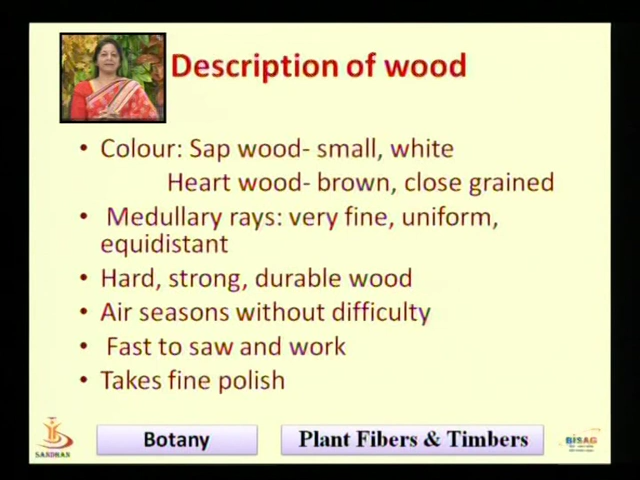 Description of wood
• Colour: Sap wood- small, white
Heart wood- brown, close grained
• Medullary rays: very fine, uniform,
equidistant
• Hard, strong, durable wood
• Air seasons without difficulty
• Fast to saw and work
• Takes fine polish
Botany
Plant Fibers & Timbers
SANDHAN
BISAG